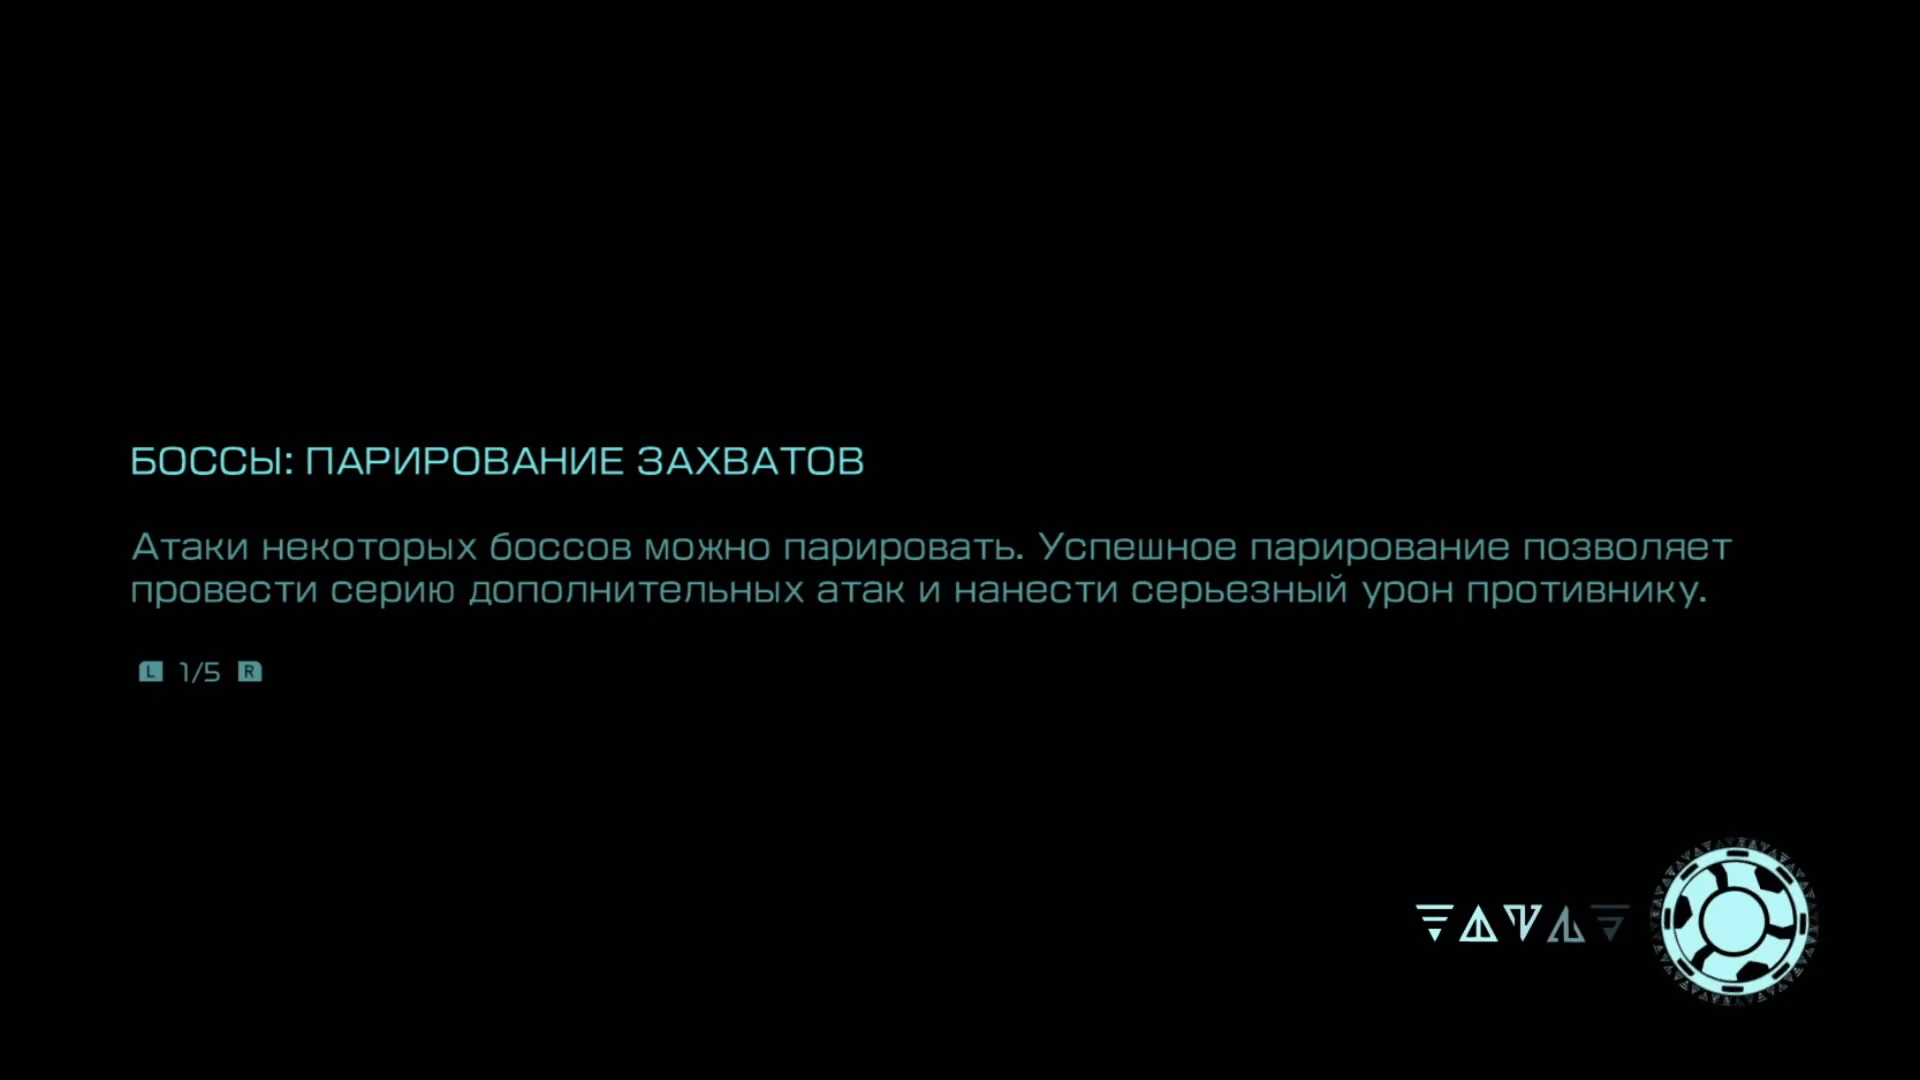 БОССЫ: ПАРИРОВАНИЕ ЗАХВАТОВ
Атаки некоторых боссов можно парировать. Успешное парирование позволяет
провести серию дополнительных атак и нанести серьезный урон противнику.
L 1/5 R